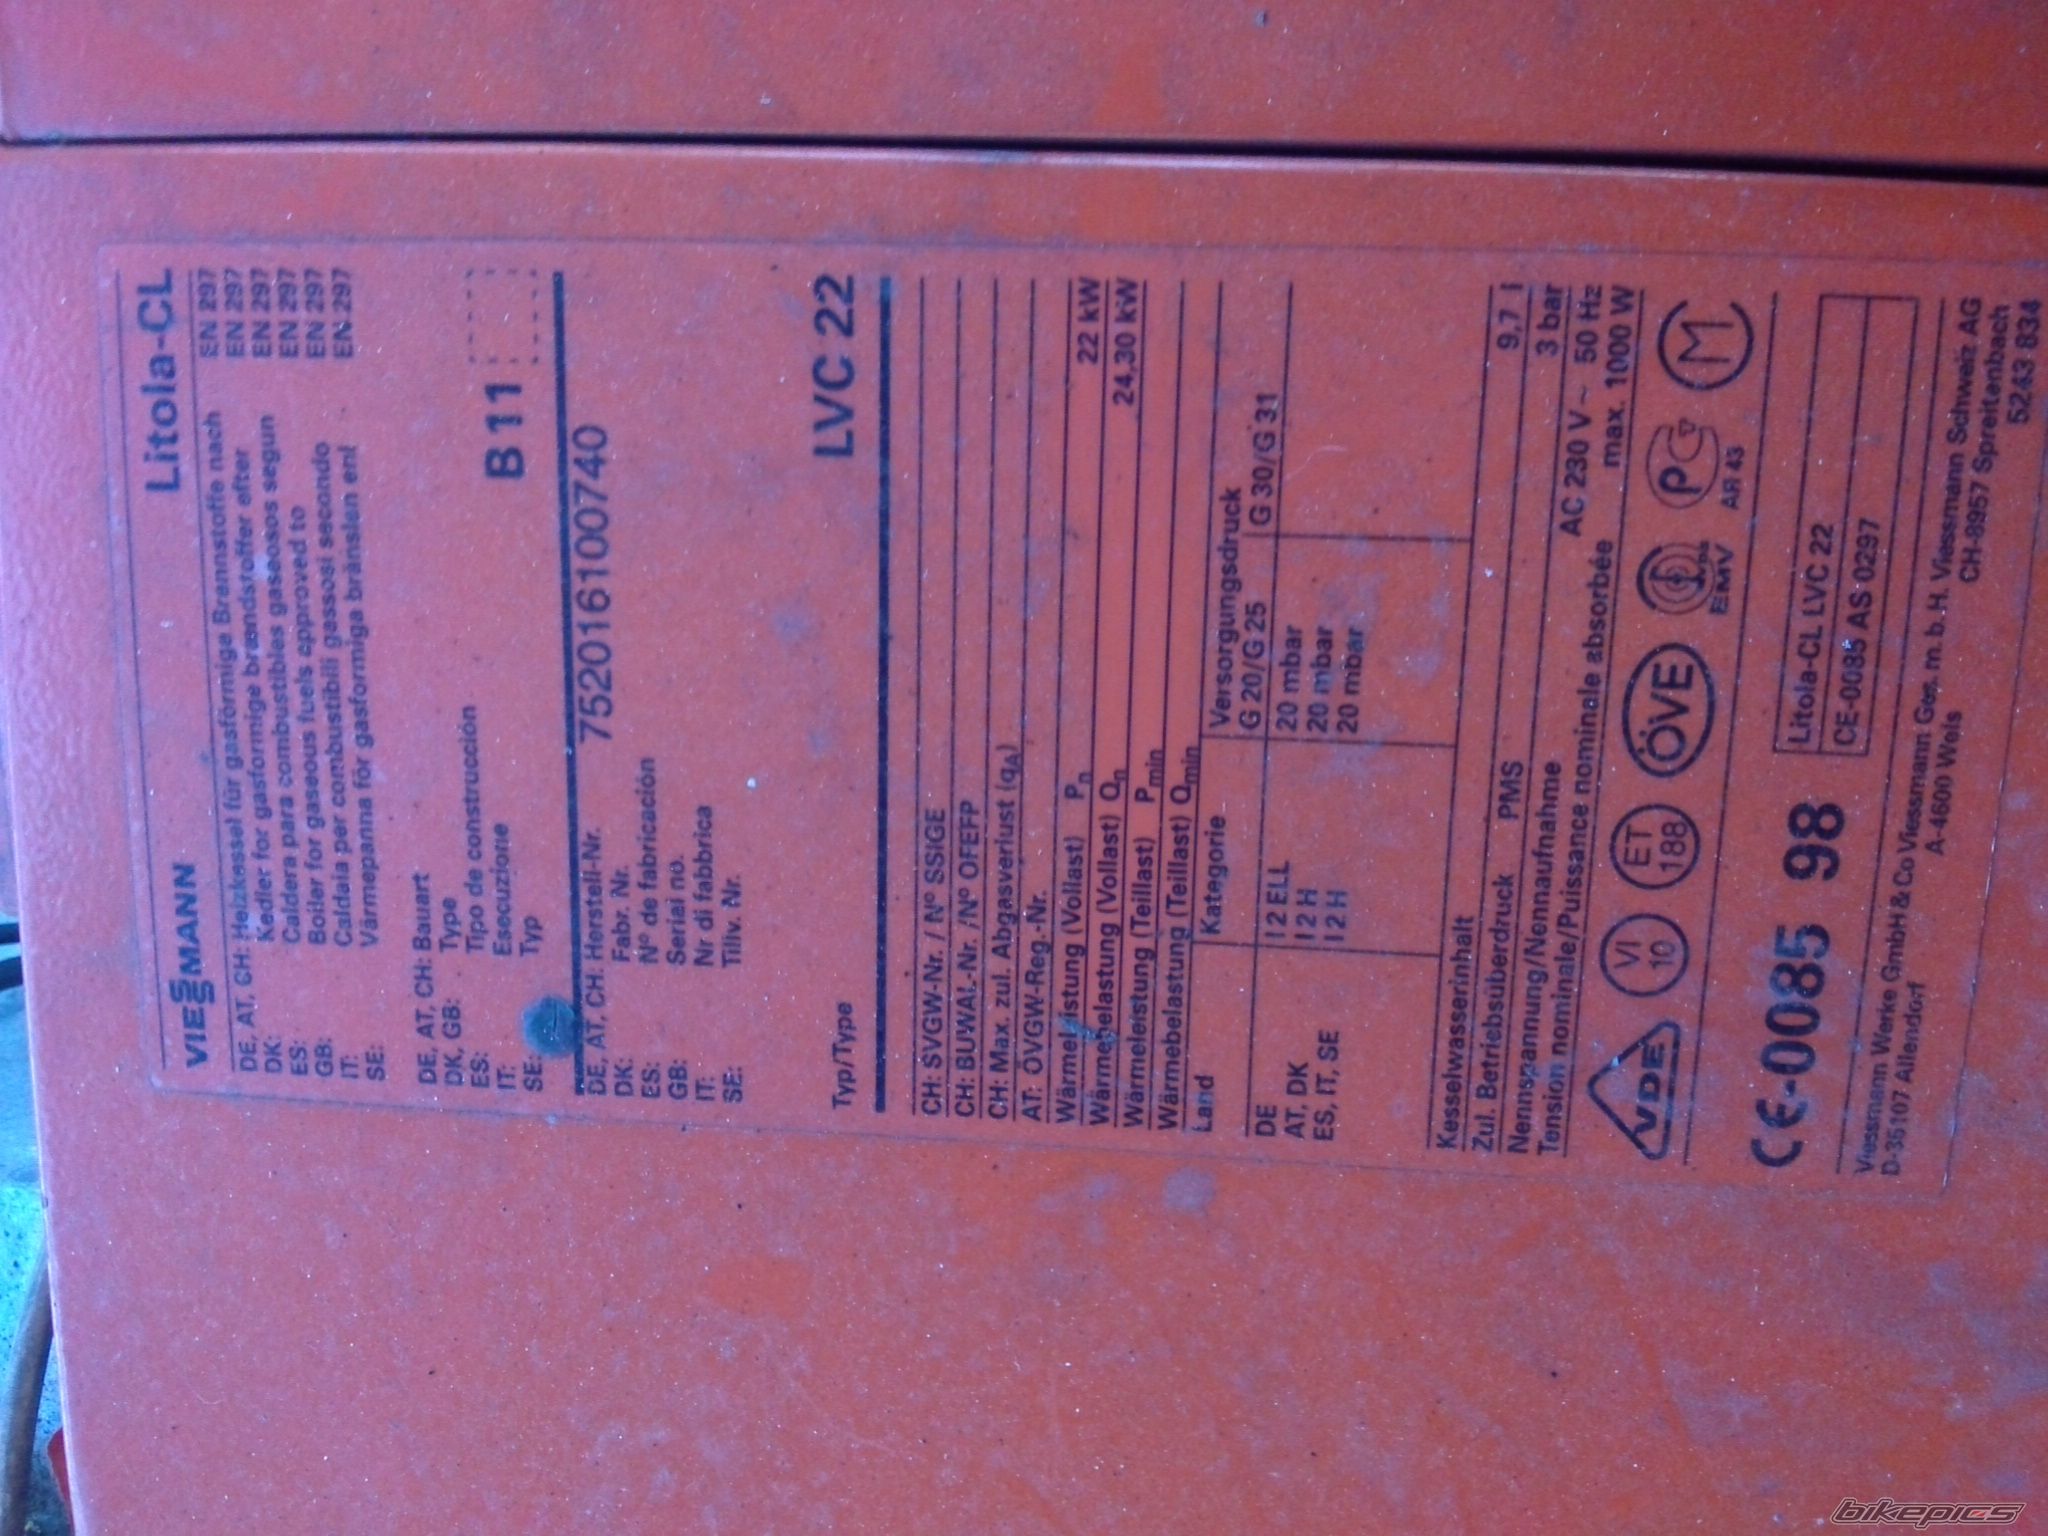 VIESSMANN Litola-CL
DE, AT, CH: Heizkessel für gasförmige Brennstoffe nach EN 297
DK: Kedler for gasformige brændstoffer efter EN 297
ES: Caldera para combustibles gaseosos segun EN 297
GB: Boiler for gaseous fuels approved to EN 297
IT: Caldaia per combustibili gassosi secondo EN 297
SE: Värmepanna för gasformiga bränslen enl EN 297
DE, AT, CH: Bauart
DK, GB: Type
ES: Tipo de construcción B 11
IT: Esecuzione
SE: Typ
DE, AT, CH: Herstell-Nr. 7520161100740
DK: Fabr. Nr.
ES: Nº de fabricación
GB: Serial no.
IT: Nr di fabbrica
SE: Tillv. Nr.
Typ/Type LVC 22
CH: SVGW-Nr. / Nº SSIGE
CH: BUWAL-Nr. /Nº OFEFP
CH: Max. zul. Abgasverlust (qA)
AT: ÖVGW-Reg.-Nr.
Wärmeleistung (Vollast) Pn 22 kW
Wärmebelastung (Vollast) Qn 24,30 kW
Wärmeleistung (Teillast) Pmin
Wärmebelastung (Teillast) Qmin
Land Kategorie Versorgungsdruck
G 20/G 25 G 30/G 31
DE I 2 ELL 20 mbar
AT, DK I 2 H 20 mbar
ES, IT, SE I 2 H 20 mbar
Kesselwasserinhalt 9,7 l
Zul. Betriebsüberdruck PMS 3 bar
Nennspannung/Nennaufnahme AC 230 V~ 50 Hz
Tension nominale/Puissance nominale absorbée max. 1000 W
VDE VI 10 ET 188 ÖVE EMV PC AR 43 M
CE-0085 98 Litola-CL LVC 22
CE-0085 AS 0297
Viessmann Werke GmbH & Co Viessmann Ges. m. b. H. Viessmann Schweiz AG
D-35107 Allendorf A-4600 Wels CH-8957 Spreitenbach
5243 834
bikepics